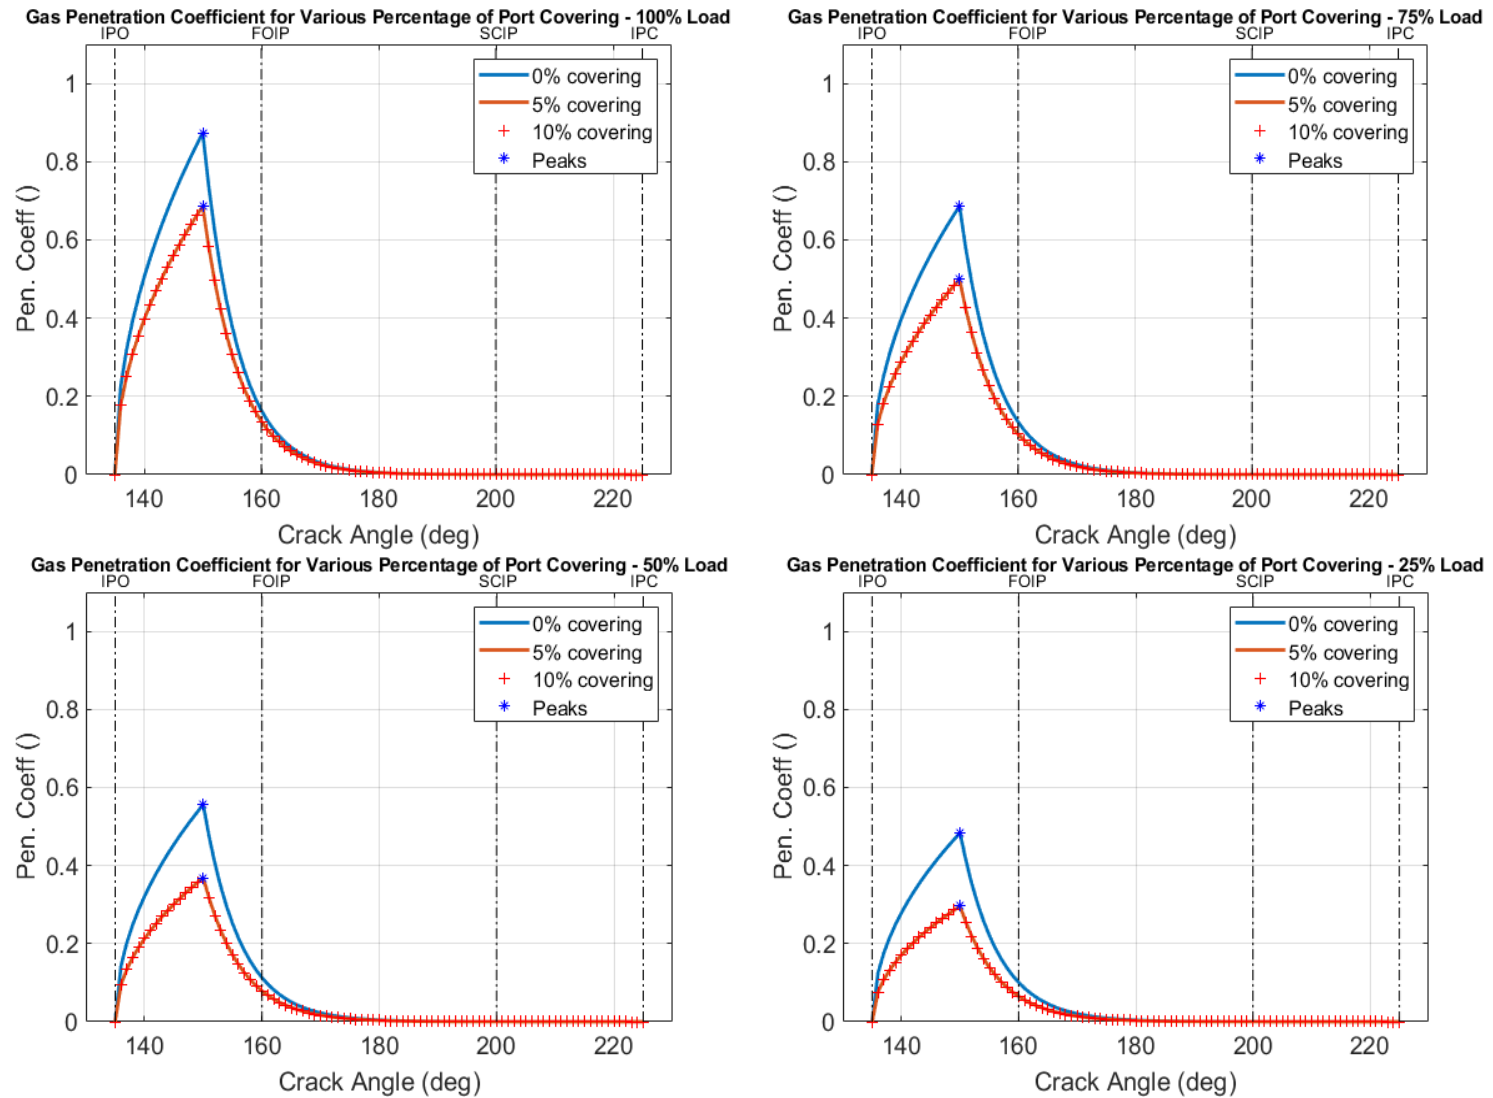 Gas Penetration Coefficient for Various Percentage of Port Covering - 100% Load
IPO FOIP SCIP IPC
0% covering
5% covering
10% covering
Peaks
1
0.8
0.6
0.4
0.2
0
Pen. Coeff ()
140 160 180 200 220
Crack Angle (deg)
Gas Penetration Coefficient for Various Percentage of Port Covering - 75% Load
IPO FOIP SCIP IPC
0% covering
5% covering
10% covering
Peaks
1
0.8
0.6
0.4
0.2
0
Pen. Coeff ()
140 160 180 200 220
Crack Angle (deg)
Gas Penetration Coefficient for Various Percentage of Port Covering - 50% Load
IPO FOIP SCIP IPC
0% covering
5% covering
10% covering
Peaks
1
0.8
0.6
0.4
0.2
0
Pen. Coeff ()
140 160 180 200 220
Crack Angle (deg)
Gas Penetration Coefficient for Various Percentage of Port Covering - 25% Load
IPO FOIP SCIP IPC
0% covering
5% covering
10% covering
Peaks
1
0.8
0.6
0.4
0.2
0
Pen. Coeff ()
140 160 180 200 220
Crack Angle (deg)